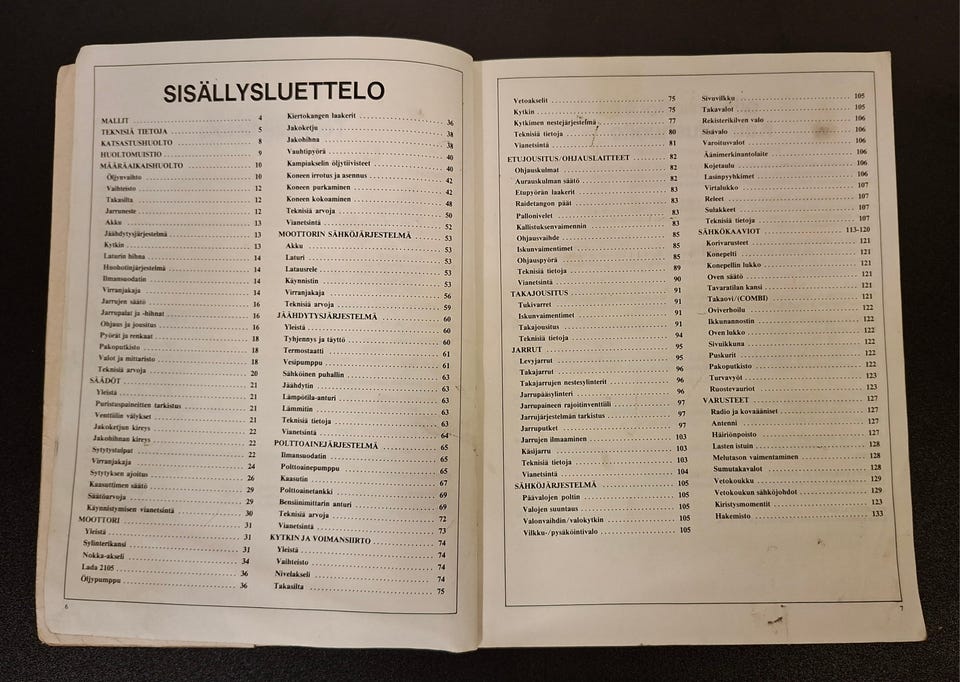 SISÄLLYSLUETTELO
MALLIT 4
TEKNISIÄ TIETOJA 5
KATSASTUSHUOLTO 8
HUOLTOMUISTIO 9
MÄÄRÄAIKAISHUOLTO 10
Öljynvaihto 10
Vaihteisto 12
Takasilta 12
Jarruneste 12
Akku 13
Jäähdytysjärjestelmä 13
Kytkin 13
Laturin hihna 14
Huohotinjärjestelmä 14
Ilmansuodatin 14
Virranjakaja 14
Jarrujen säätö 16
Jarrupalat ja -hihnat 16
Ohjaus ja jousitus 16
Pyörät ja renkaat 18
Pakoputkisto 18
Valot ja mittaristo 18
Teknisiä arvoja 20
SÄÄDÖT 21
Yleistä 21
Puristuspaineitten tarkistus 21
Venttiilin välykset 21
Jakoketjun kireys 22
Jakohihnan kireys 22
Sytytystulpat 22
Virranjakaja 24
Sytytyksen ajoitus 26
Kaasuttimen säätö 29
Säätöarvoja 29
Käynnistymisen vianetsintä 30
MOOTTORI 31
Yleistä 31
Sylinterikansi 31
Nokka-akseli 34
Lada 2105 36
Öljypumppu 36
Kiertokangen laakerit 36
Jakoketju 38
Jakohihna 38
Vauhtipyörä 40
Kampiakselin öljytiivisteet 40
Koneen irrotus ja asennus 42
Koneen purkaminen 42
Koneen kokoaminen 48
Teknisiä arvoja 50
Vianetsintä 52
MOOTTORIN SÄHKÖJÄRJESTELMÄ 53
Akku 53
Laturi 53
Latausrele 53
Käynnistin 53
Virranjakaja 56
Teknisiä arvoja 59
JÄÄHDYTYSJÄRJESTELMÄ 60
Yleistä 60
Tyhjennys ja täyttö 60
Termostaatti 61
Vesipumppu 61
Sähköinen puhallin 63
Jäähdytin 63
Lämpötila-anturi 63
Lämmitin 63
Teknisiä tietoja 63
Vianetsintä 64
POLTTOAINEJÄRJESTELMÄ 65
Ilmansuodatin 65
Polttoainepumppu 65
Kaasutin 67
Polttoainetankki 69
Bensiinimittarin anturi 69
Teknisiä arvoja 72
Vianetsintä 73
KYTKIN JA VOIMANSIIRTO 74
Yleistä 74
Vaihteisto 74
Nivelakseli 74
Takasilta 75
6
Vetoakselit 75
Kytkin 75
Kytkimen nestejärjestelmä 77
Teknisiä tietoja 80
Vianetsintä 81
ETUJOUSITUS/OHJAUSLAITTEET 82
Ohjauskulmat 82
Aurauskulman säätö 82
Etupyörän laakerit 83
Raidetangon päät 83
Pallonivelet 83
Kallistuksenvaimennin 83
Ohjausvaihde 85
Iskunvaimentimet 85
Ohjauspyörä 85
Teknisiä tietoja 89
Vianetsintä 90
TAKAJOUSITUS 91
Tukivarret 91
Iskunvaimentimet 91
Takajousitus 91
Teknisiä tietoja 94
JARRUT 95
Levyjarrut 95
Takajarrut 96
Takajarrujen nestesylinterit 96
Jarrupääsylinteri 96
Jarrupaineen rajoitinventtiili 97
Jarrujärjestelmän tarkistus 97
Jarruputket 97
Jarrujen ilmaaminen 103
Käsijarru 103
Teknisiä tietoja 103
Vianetsintä 104
SÄHKÖJÄRJESTELMÄ 105
Päävalojen poltin 105
Valojen suuntaus 105
Valonvaihdin/valokytkin 105
Vilkku-/pysäköintivalo 105
Sivuvilkku 105
Takavalot 105
Rekisterikilven valo 106
Sisävalo 106
Varoitusvalot 106
Äänimerkinantolaite 106
Kojetaulu 106
Lasinpyyhkimet 106
Virtalukko 107
Releet 107
Sulakkeet 107
Teknisiä tietoja 107
SÄHKÖKAAVIOT 113-120
Korivarusteet 121
Konepelti 121
Konepellin lukko 121
Oven säätö 121
Tavaratilan kansi 121
Takaovi/(COMBI) 121
Oviverhoilu 122
Ikkunannostin 122
Oven lukko 122
Sivuikkuna 122
Puskurit 122
Pakoputkisto 122
Turvavyöt 123
Ruostevauriot 123
VARUSTEET 127
Radio ja kovaääniset 127
Antenni 127
Häiriönpoisto 127
Lasten istuin 128
Melutason vaimentaminen 128
Sumutakavalot 128
Vetokoukku 129
Vetokoukun sähköjohdot 129
Kiristysmomentit 123
Hakemisto 133
7